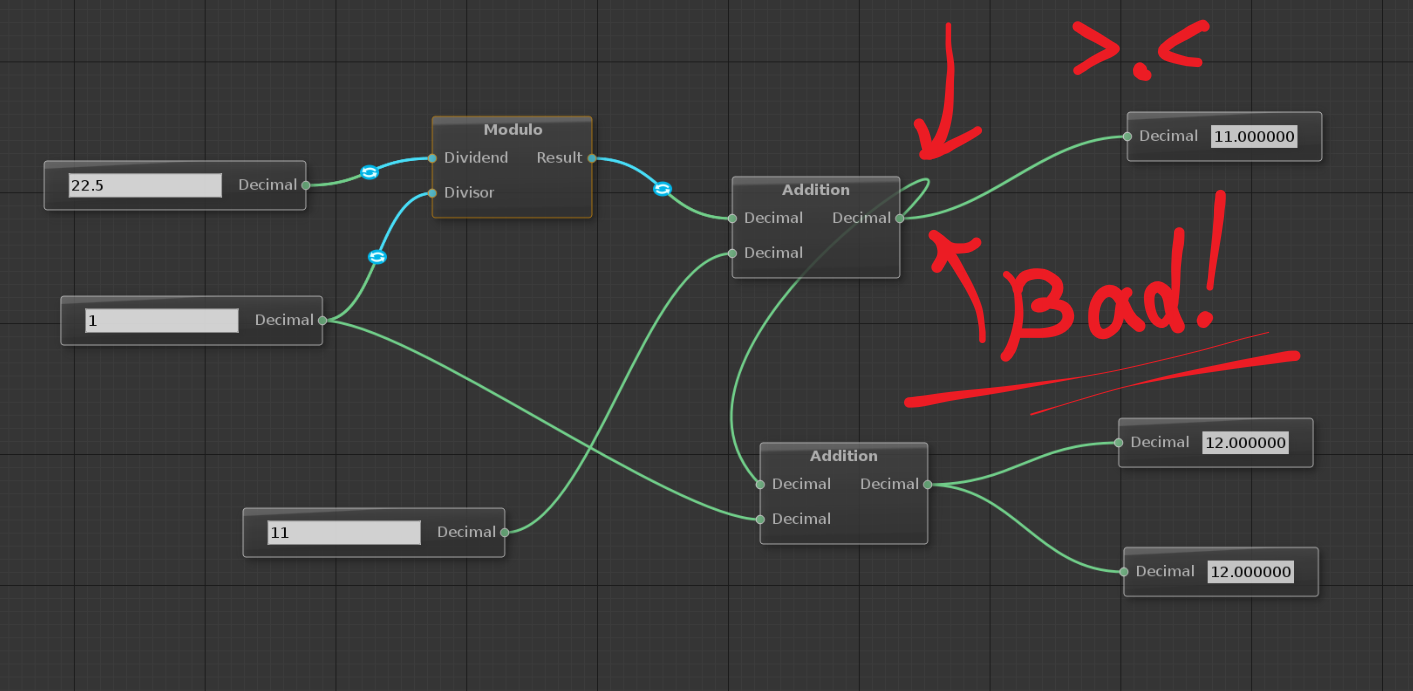 >.<
Modulo
Dividend Result
Divisor
22.5 Decimal
Addition
Decimal Decimal
Decimal
Decimal 11.000000
Bad!
1 Decimal
Addition
Decimal Decimal
Decimal
Decimal 12.000000
11 Decimal
Decimal 12.000000